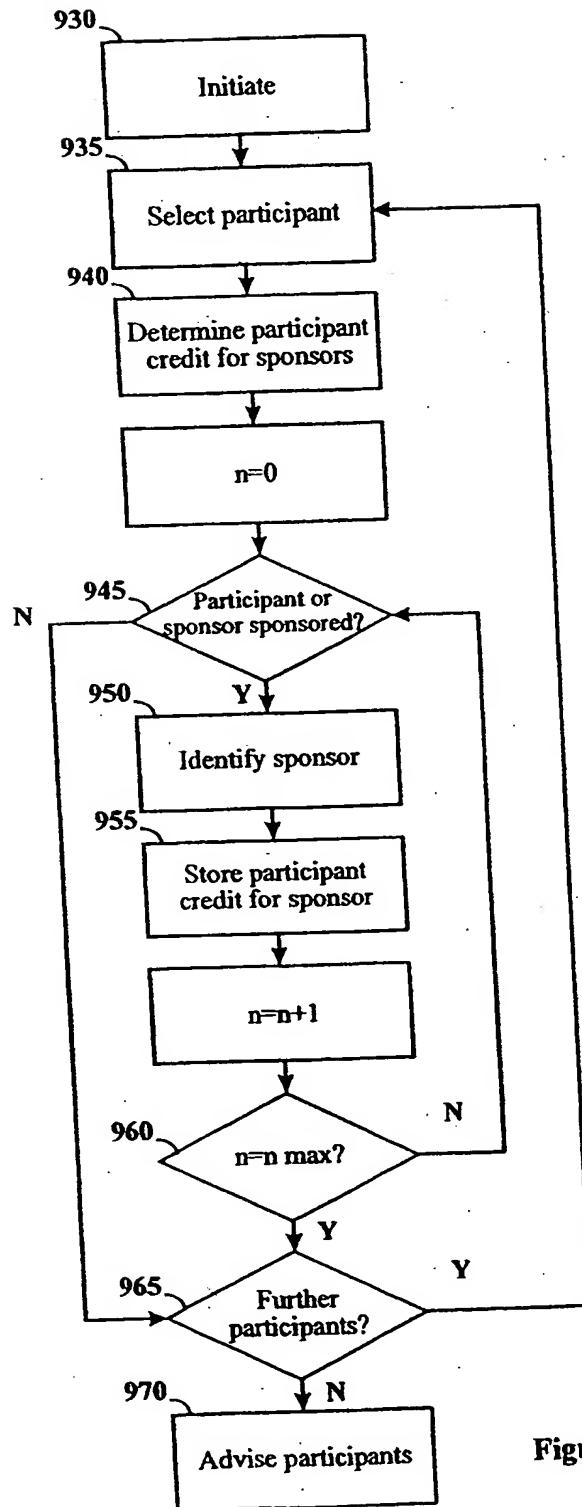 930
Initiate
935
Select participant
940
Determine participant
credit for sponsors
n=0
945
N
Participant or
sponsor sponsored?
Y
950
Identify sponsor
955
Store participant
credit for sponsor
n=n+1
N
960
n=n max?
Y
965
Y
Further
participants?
N
970
Advise participants